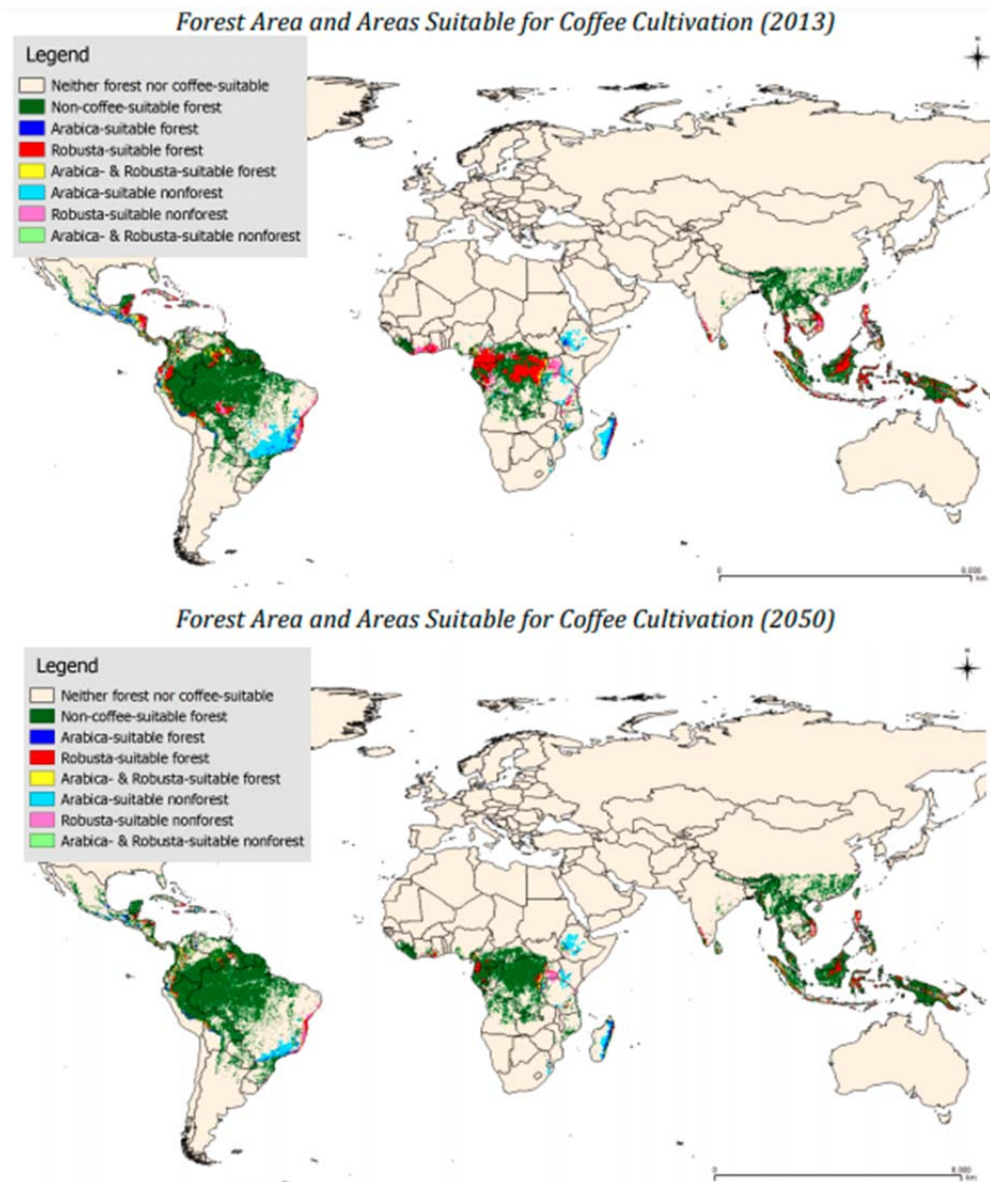 Forest Area and Areas Suitable for Coffee Cultivation (2013)
Legend
Neither forest nor coffee-suitable
Non-coffee-suitable forest
Arabica-suitable forest
Robusta-suitable forest
Arabica- & Robusta-suitable forest
Arabica-suitable nonforest
Robusta-suitable nonforest
Arabica- & Robusta-suitable nonforest
km
Forest Area and Areas Suitable for Coffee Cultivation (2050)
Legend
Neither forest nor coffee-suitable
Non-coffee-suitable forest
Arabica-suitable forest
Robusta-suitable forest
Arabica- & Robusta-suitable forest
Arabica-suitable nonforest
Robusta-suitable nonforest
Arabica- & Robusta-suitable nonforest
km